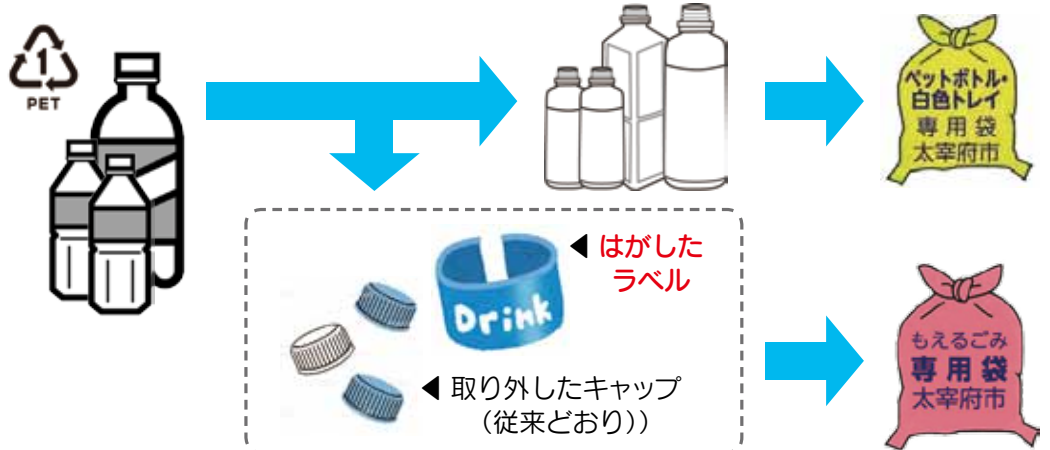 1
PET
ペットボトル・
白色トレイ
専用袋
太宰府市
◀ はがした
ラベル
Drink
◀ 取り外したキャップ
（従来どおり））
もえるごみ
専用袋
太宰府市